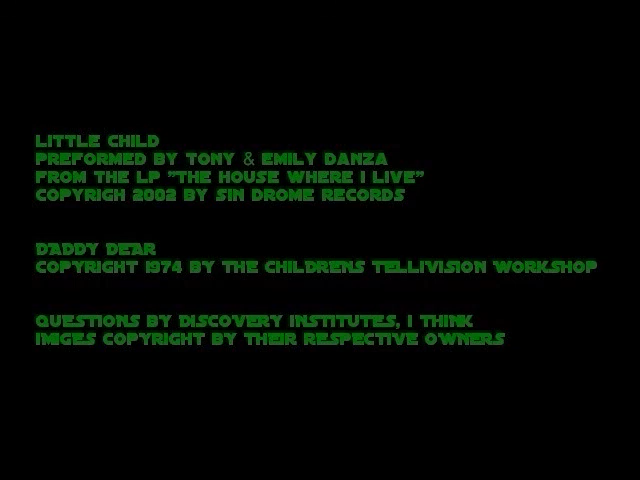 LITTLE CHILD
PREFORMED BY TONY & EMILY DANZA
FROM THE LP "THE HOUSE WHERE I LIVE"
COPYRIGH 2002 BY SIN DROME RECORDS
DADDY DEAR
COPYRIGHT 1974 BY THE CHILDRENS TELLIVISION WORKSHOP
QUESTIONS BY DISCOVERY INSTITUTES, I THINK
IMIGES COPYRIGHT BY THEIR RESPECTIVE OWNERS